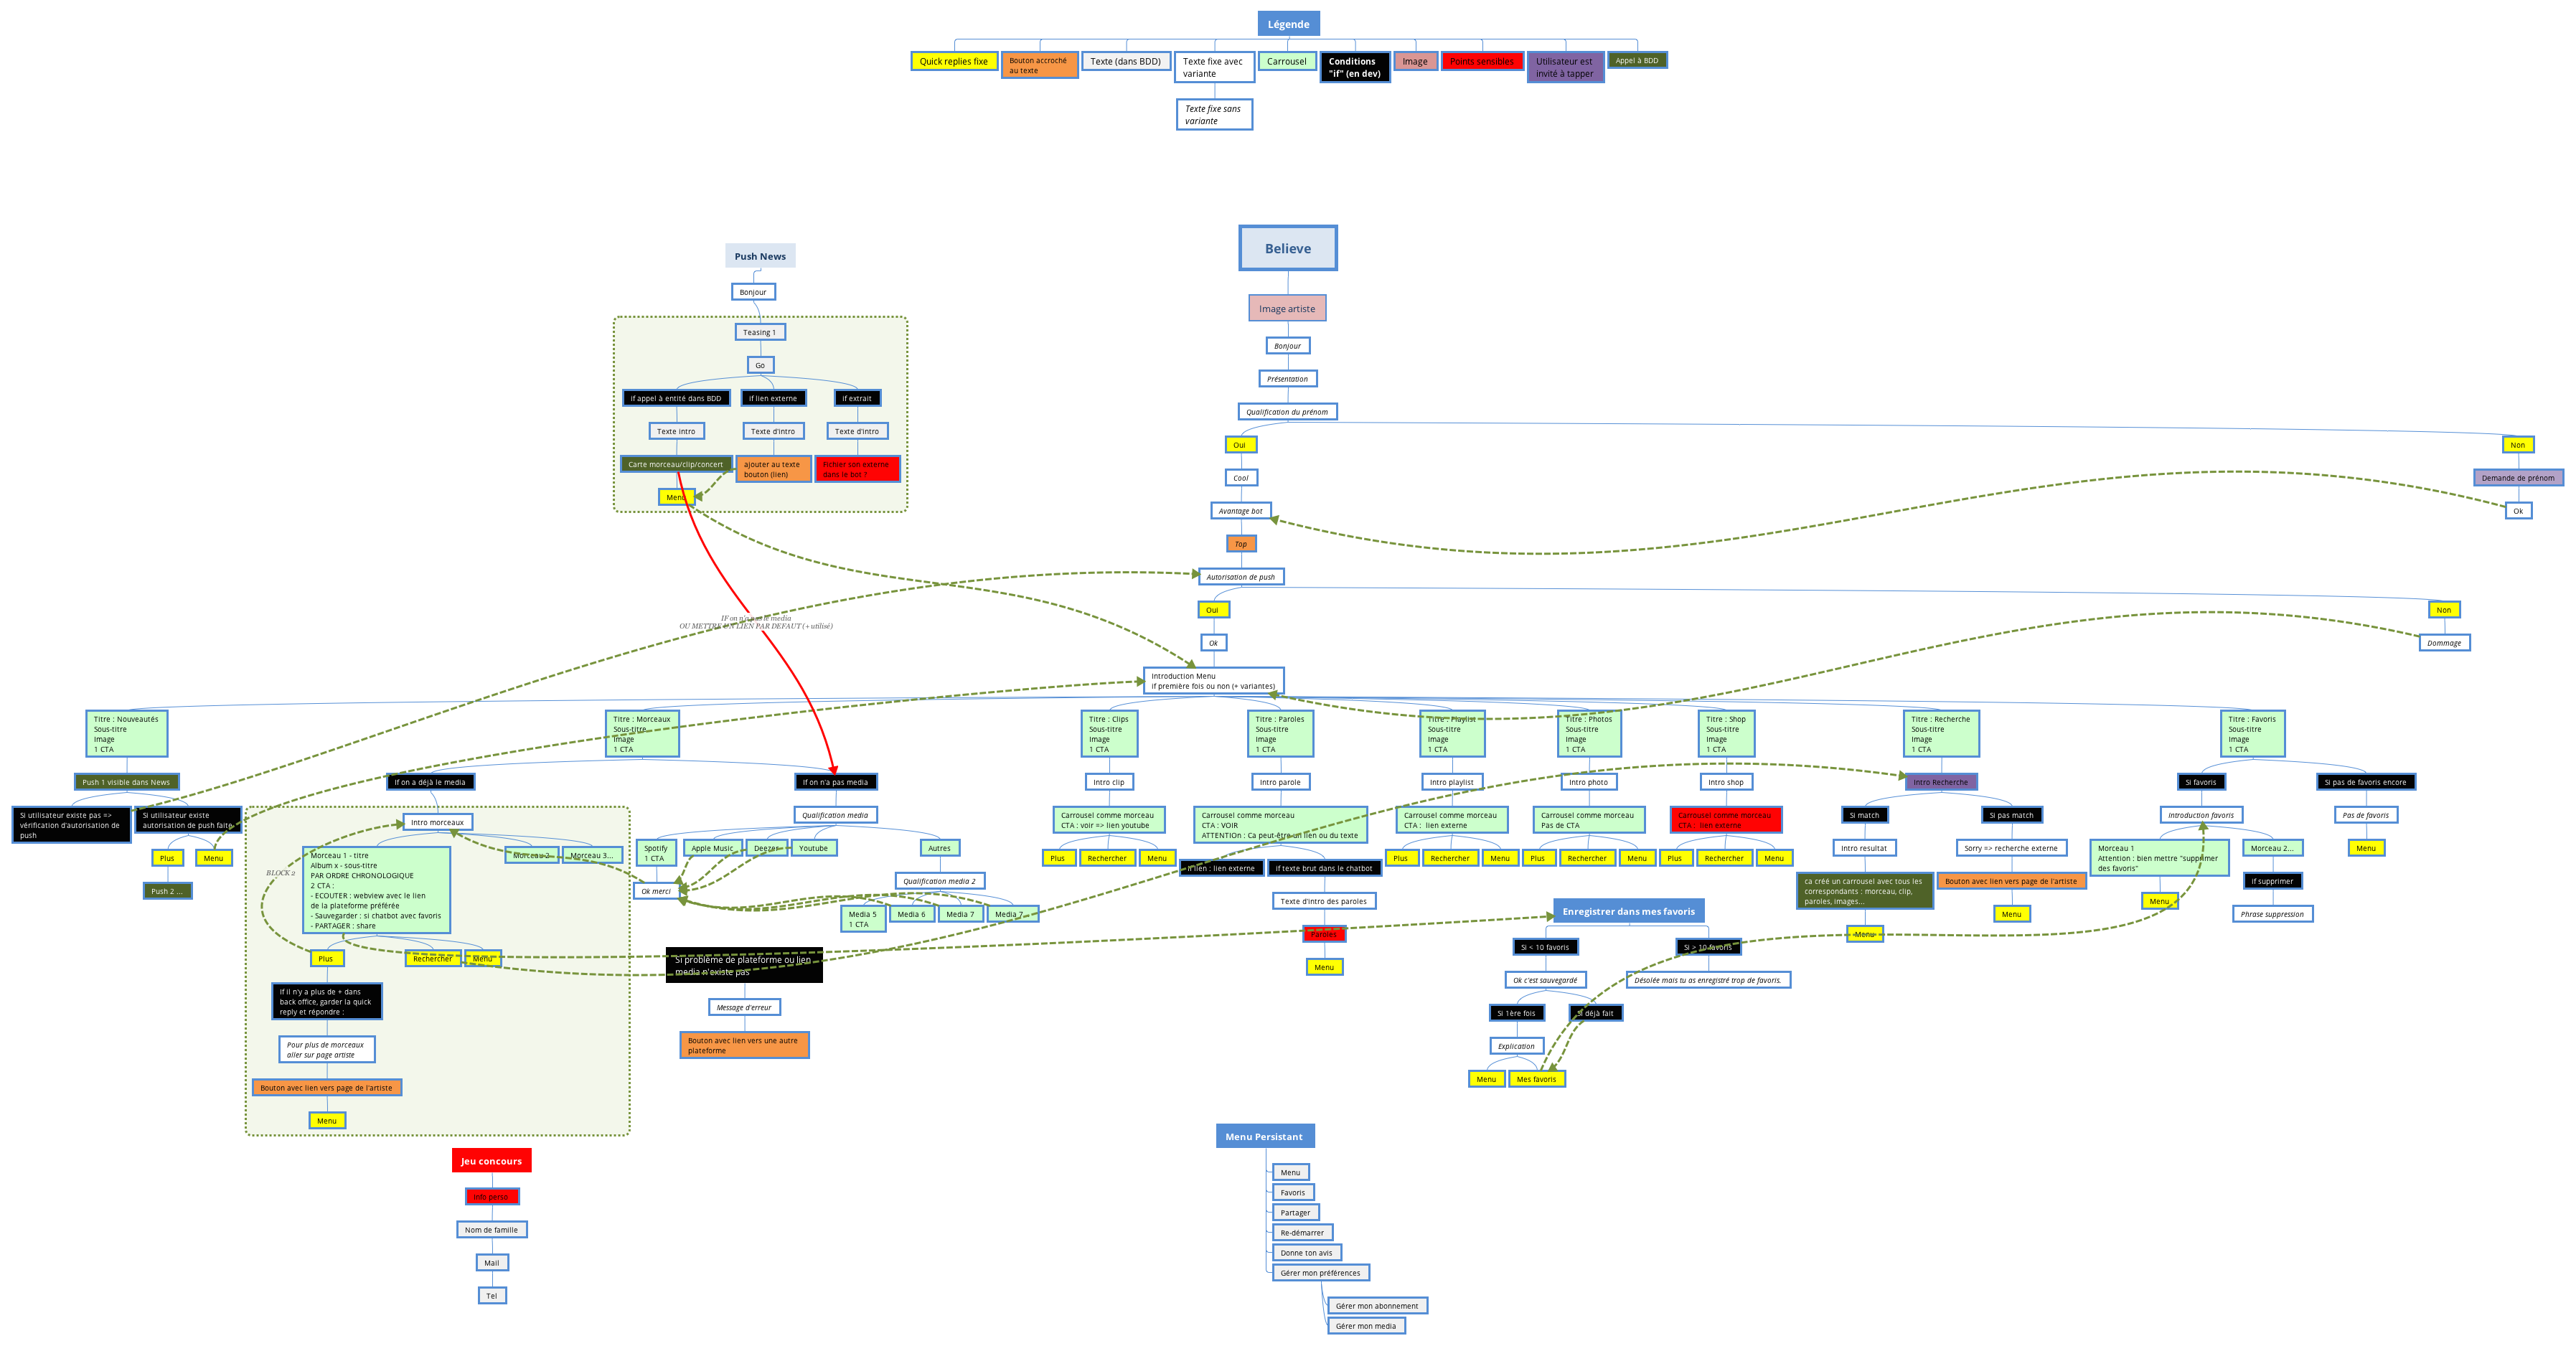 Légende
Quick replies fixe
Bouton accroché
au texte
Texte (dans BDD)
Texte fixe avec
variante
Carrousel
Conditions
"if" (en dev)
Image
Points sensibles
Utilisateur est
invité à tapper
Appel à BDD
Texte fixe sans
variante
Believe
Push News
Bonjour
Teasing 1
Go
if appel à entité dans BDD
if lien externe
if extrait
Texte intro
Texte d'intro
Texte d'intro
Carte morceau/clip/concert
ajouter au texte
bouton (lien)
Fichier son externe
dans le bot ?
Menu
Image artiste
Bonjour
Présentation
Qualification du prénom
Oui
Non
Cool
Demande de prénom
Avantage bot
Ok
Top
Autorisation de push
Oui
Non
Ok
Dommage
IF on n'a pas le media
OU METTRE UN LIEN PAR DEFAUT (+ utilisé)
Introduction Menu
if première fois ou non (+ variantes)
Titre : Nouveautés
Sous-titre
Image
1 CTA
Push 1 visible dans News
Si utilisateur existe pas =>
vérification d'autorisation de
push
Si utilisateur existe
autorisation de push faite
Plus
Menu
Push 2 ...
Titre : Morceaux
Sous-titre
Image
1 CTA
If on a déjà le media
If on n'a pas media
Intro morceaux
BLOCK 2
Morceau 1 - titre
Album x - sous-titre
PAR ORDRE CHRONOLOGIQUE
2 CTA :
- ECOUTER : webview avec le lien
de la plateforme préférée
- Sauvegarder : si chatbot avec favoris
- PARTAGER : share
Morceau 2
Morceau 3...
Plus
Rechercher
Menu
If il n'y a plus de + dans
back office, garder la quick
reply et répondre :
Pour plus de morceaux
aller sur page artiste
Bouton avec lien vers page de l'artiste
Menu
Qualification media
Spotify
1 CTA
Apple Music
Deezer
Youtube
Autres
Ok merci
Qualification media 2
Media 5
1 CTA
Media 6
Media 7
Media 7...
Si problème de plateforme ou lien
media n'existe pas
Message d'erreur
Bouton avec lien vers une autre
plateforme
Titre : Clips
Sous-titre
Image
1 CTA
Intro clip
Carrousel comme morceau
CTA : voir => lien youtube
Plus
Rechercher
Menu
Titre : Paroles
Sous-titre
Image
1 CTA
Intro parole
Carrousel comme morceau
CTA : VOIR
ATTENTIOn : Ca peut-être un lien ou du texte
If lien : lien externe
If texte brut dans le chatbot
Texte d'intro des paroles
Paroles
Menu
Titre : Playlist
Sous-titre
Image
1 CTA
Intro playlist
Carrousel comme morceau
CTA : lien externe
Plus
Rechercher
Menu
Titre : Photos
Sous-titre
Image
1 CTA
Intro photo
Carrousel comme morceau
Pas de CTA
Plus
Rechercher
Menu
Titre : Shop
Sous-titre
Image
1 CTA
Intro shop
Carrousel comme morceau
CTA : lien externe
Plus
Rechercher
Menu
Titre : Recherche
Sous-titre
Image
1 CTA
Intro Recherche
Si match
Si pas match
Intro resultat
Sorry => recherche externe
ca créé un carrousel avec tous les
correspondants : morceau, clip,
paroles, images...
Bouton avec lien vers page de l'artiste
Menu
Menu
Titre : Favoris
Sous-titre
Image
1 CTA
Si favoris
Si pas de favoris encore
Introduction favoris
Pas de favoris
Morceau 1
Attention : bien mettre "supprimer
des favoris"
Morceau 2...
Menu
Menu
If supprimer
Phrase suppression
Enregistrer dans mes favoris
Si < 10 favoris
Si > 10 favoris
Ok c'est sauvegardé
Désolée mais tu as enregistré trop de favoris.
Si 1ère fois
Si déjà fait
Explication
Menu
Mes favoris
Jeu concours
Info perso
Nom de famille
Mail
Tel
Menu Persistant
Menu
Favoris
Partager
Re-démarrer
Donne ton avis
Gérer mon préférences
Gérer mon abonnement
Gérer mon media